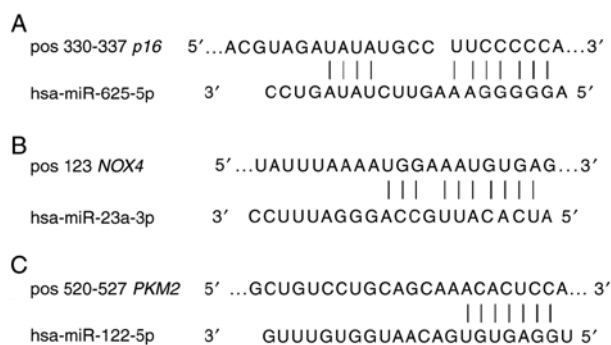 A
pos 330-337 p16 5′...ACGUAGAUAUAUGCC UUCCCCCA...3′
hsa-miR-625-5p 3′ CCUGAUAUCUUGAAAGGGGGA 5′
B
pos 123 NOX4 5′...UAUUUAAAAUGGAAAUGUGAG...3′
hsa-miR-23a-3p 3′ CCUUUAGGGACCGUUACACUA 5′
C
pos 520-527 PKM2 5′ ...GCUGUCCUGCAGCAAACACUCCA... 3′
hsa-miR-122-5p 3′ GUUUGUGGUAACAGUGUGAGGU 5′